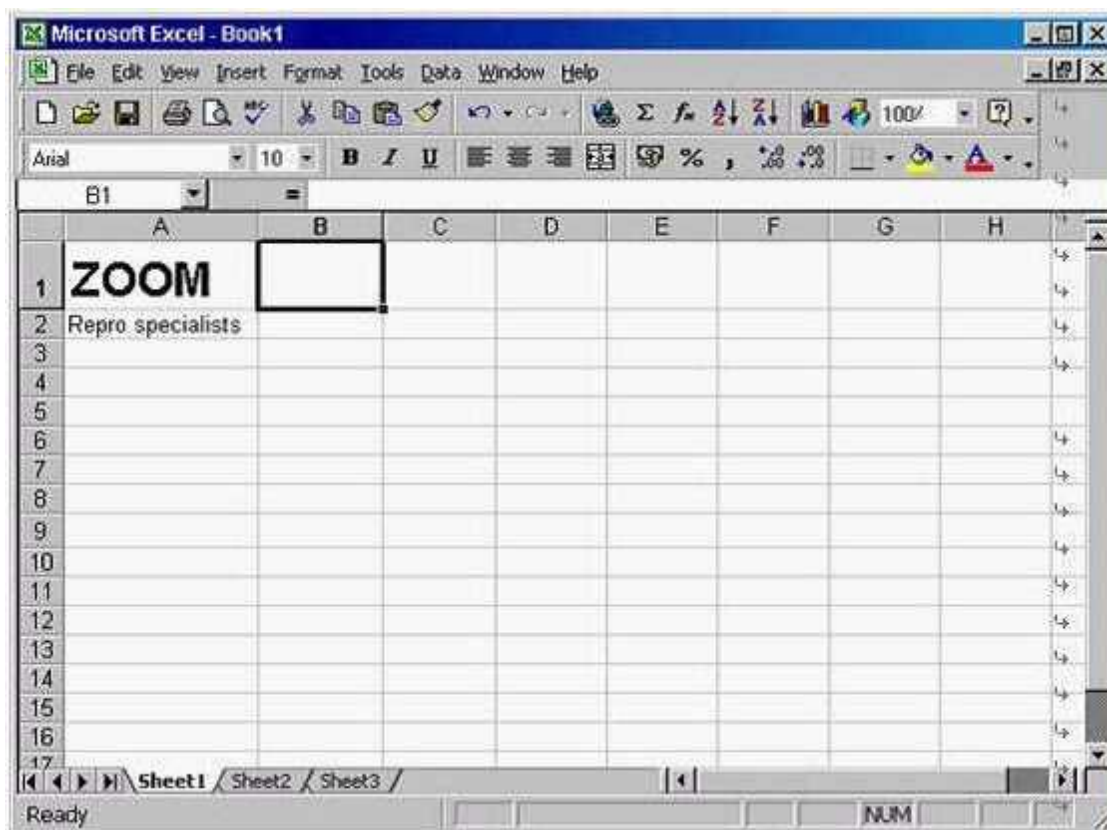 Microsoft Excel - Book1
File Edit View Insert Format Tools Data Window Help
100%
Arial 10 B I U % ,
B1 =
A B C D E F G H
1 ZOOM
2 Repro specialists
3
4
5
6
7
8
9
10
11
12
13
14
15
16
17
Sheet1 Sheet2 Sheet3
Ready NUM